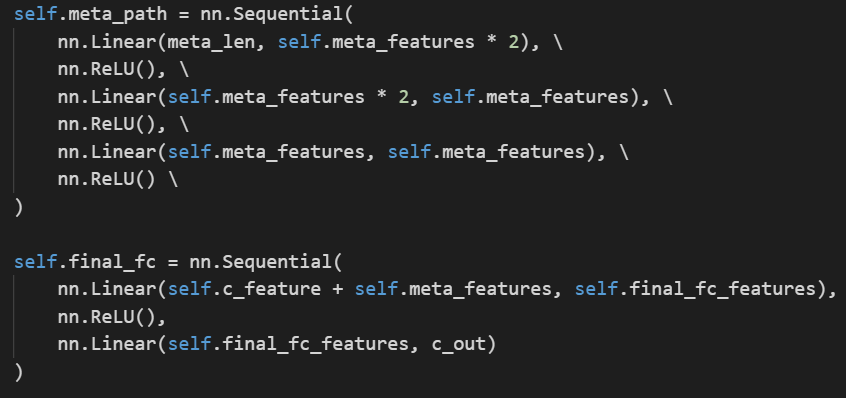 self.meta_path = nn.Sequential(
    nn.Linear(meta_len, self.meta_features * 2), \
    nn.ReLU(), \
    nn.Linear(self.meta_features * 2, self.meta_features), \
    nn.ReLU(), \
    nn.Linear(self.meta_features, self.meta_features), \
    nn.ReLU() \
)

self.final_fc = nn.Sequential(
    nn.Linear(self.c_feature + self.meta_features, self.final_fc_features),
    nn.ReLU(),
    nn.Linear(self.final_fc_features, c_out)
)